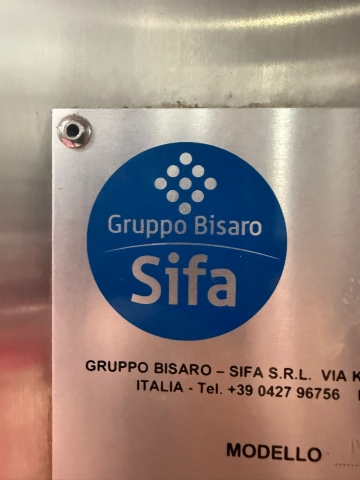 Gruppo Bisaro
Sifa
GRUPPO BISARO – SIFA S.R.L. VIA K
ITALIA - Tel. +39 0427 96756
MODELLO